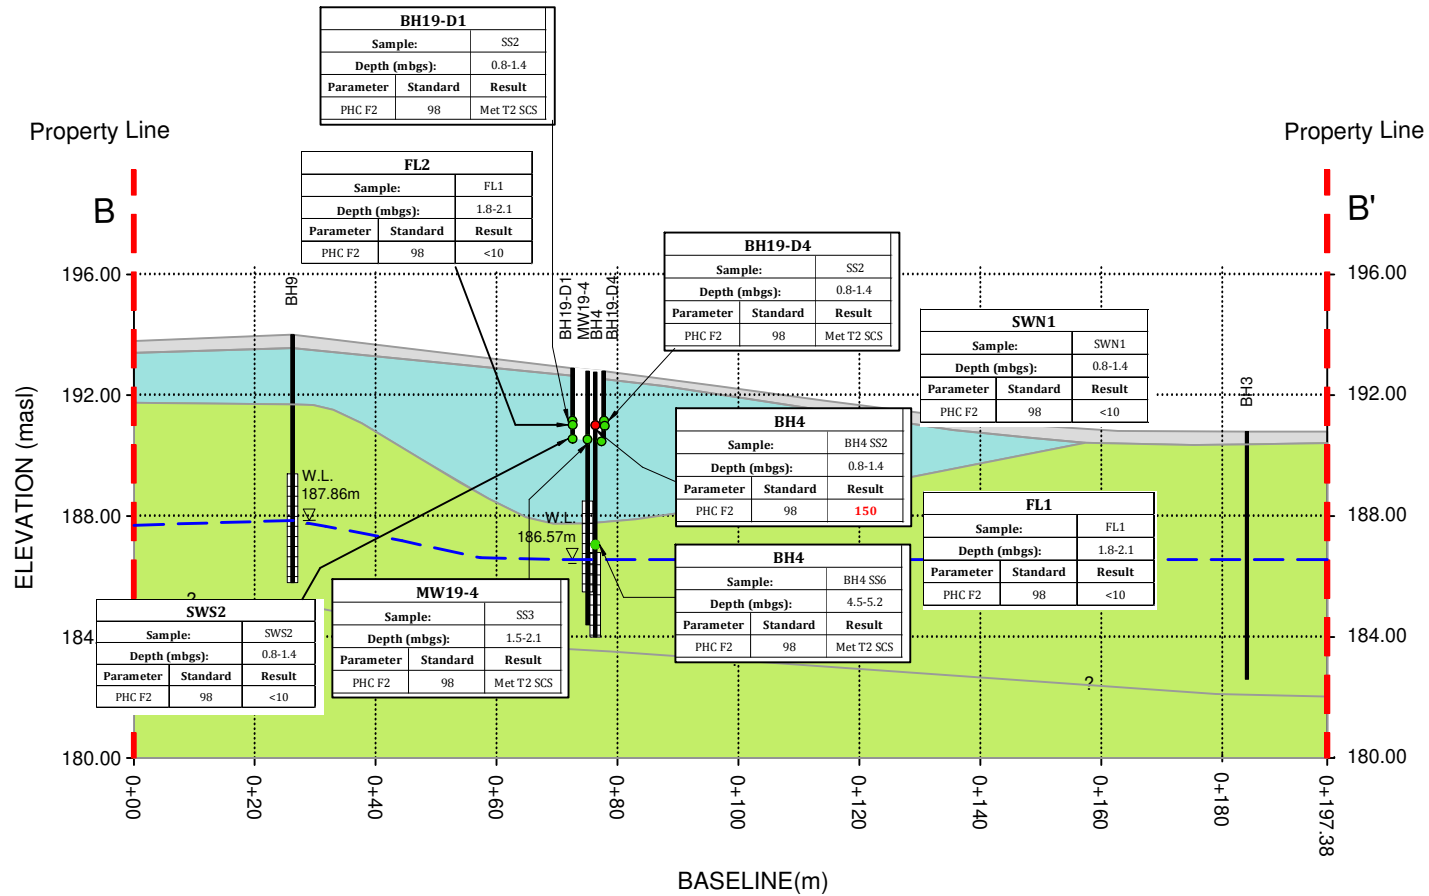 BH19-D1
Sample: SS2
Depth (mbgs): 0.8-1.4
Parameter Standard Result
PHC F2 98 Met T2 SCS
Property Line
Property Line
FL2
Sample: FL1
Depth (mbgs): 1.8-2.1
Parameter Standard Result
PHC F2 98 <10
B
B'
BH19-D4
Sample: SS2
Depth (mbgs): 0.8-1.4
Parameter Standard Result
PHC F2 98 Met T2 SCS
196.00
196.00
BH9
BH19-D1
MW19-4
BH4
BH19-D4
SWN1
Sample: SWN1
Depth (mbgs): 0.8-1.4
Parameter Standard Result
PHC F2 98 <10
192.00
192.00
BH3
BH4
Sample: BH4 SS2
Depth (mbgs): 0.8-1.4
Parameter Standard Result
PHC F2 98 150
W.L.
187.86m
188.00
188.00
W.L.
186.57m
FL1
Sample: FL1
Depth (mbgs): 1.8-2.1
Parameter Standard Result
PHC F2 98 <10
BH4
Sample: BH4 SS6
Depth (mbgs): 4.5-5.2
Parameter Standard Result
PHC F2 98 Met T2 SCS
ELEVATION (masl)
?
SWS2
Sample: SWS2
Depth (mbgs): 0.8-1.4
Parameter Standard Result
PHC F2 98 <10
MW19-4
Sample: SS3
Depth (mbgs): 1.5-2.1
Parameter Standard Result
PHC F2 98 Met T2 SCS
184
184.00
?
180.00
180.00
0+00
0+20
0+40
0+60
0+80
0+100
0+120
0+140
0+160
0+180
0+197.38
BASELINE(m)